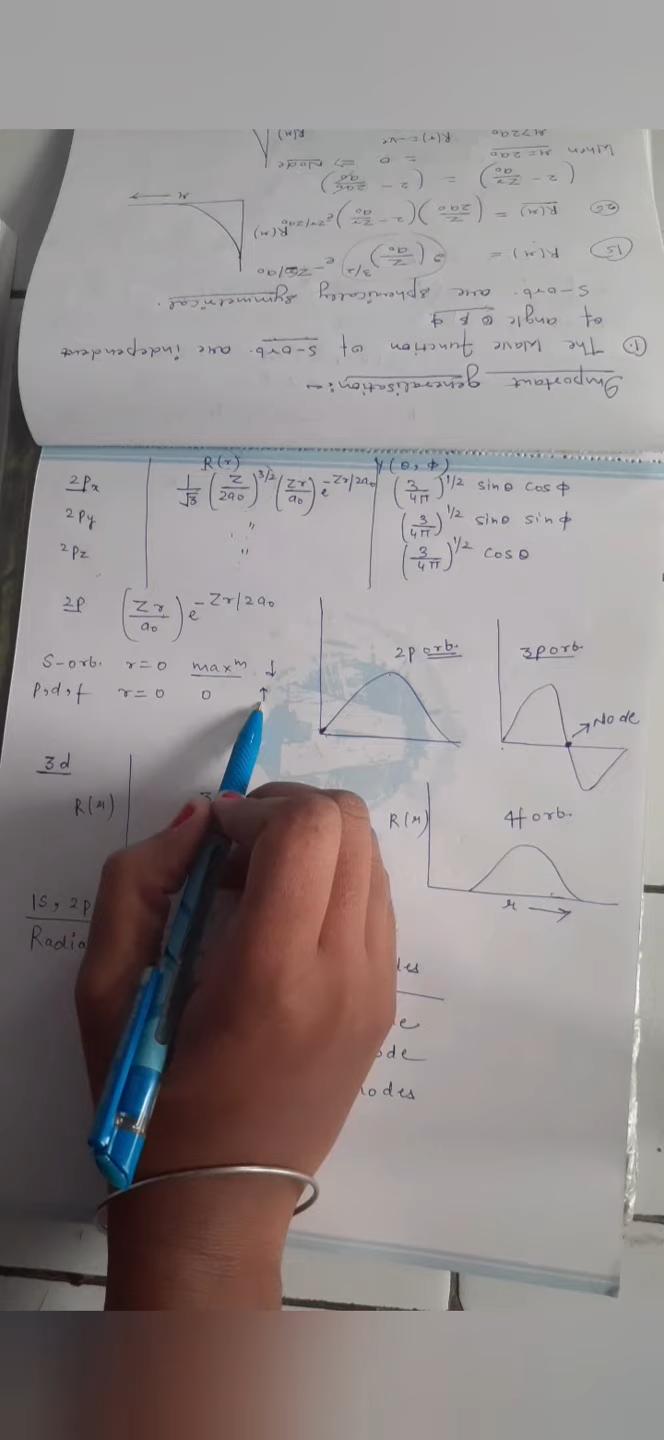 Important generalisation:-
① The wave function of s-orb. are independent
of angle θ & ϕ
S-orb. are spherically symmetrical.
1S R(r) = 2 (Z/a₀)^3/2 e^-Zr/a₀
2S R(r) = (Z/2a₀)(2 - Zr/a₀) e^-Zr/2a₀ R(r)
r
(2 - Zr/a₀) = (2 - 2a₀/a₀)
When r = 2a₀ = 0 ⇒ Node
r > 2a₀ R(r) = -ve R(r)
R(r) Y(θ, ϕ)
2Px 1/√3 (Z/2a₀)^3/2 (Zr/a₀) e^-Zr/2a₀ (3/4π)^1/2 sinθ cosϕ
2Py " (3/4π)^1/2 sinθ sinϕ
2Pz " (3/4π)^1/2 cosθ
2P (Zr/a₀) e^-Zr/2a₀
S-orb. r=0 maxᵐ ↓
P,d,f r=0 0 ↑
2P orb.
3P orb.
Node
3d
R(r)
R(r) 4f orb.
r →
1S, 2P
des
ode
nodes